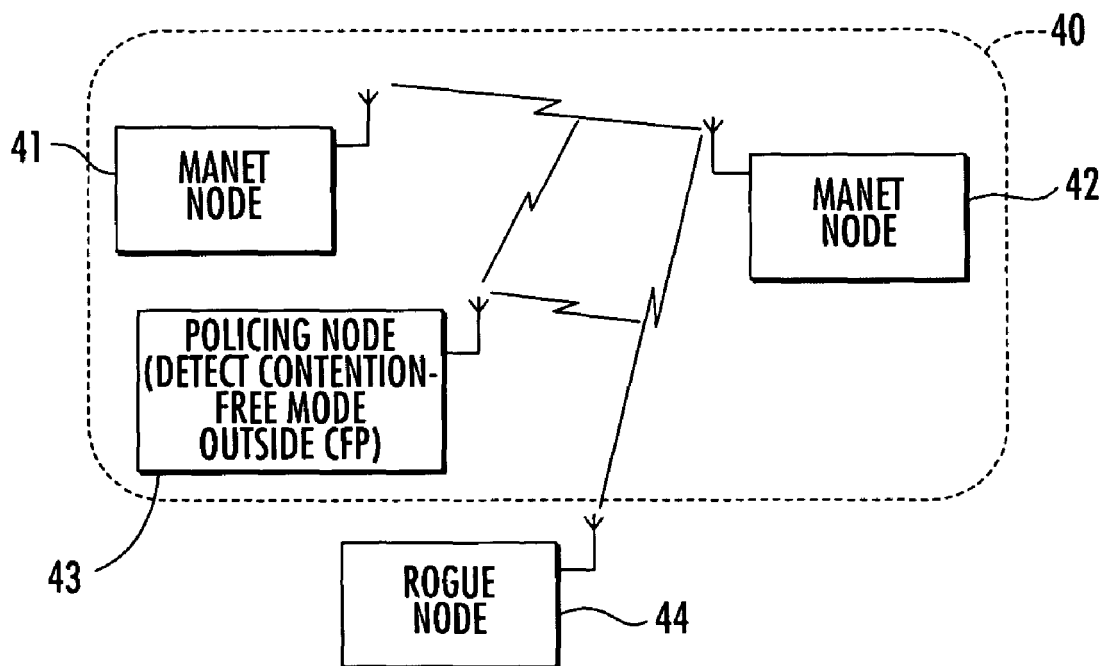 40
41
MANET
NODE
MANET
NODE
42
POLICING NODE
(DETECT CONTENTION-
FREE MODE
OUTSIDE CFP)
43
ROGUE
NODE
44